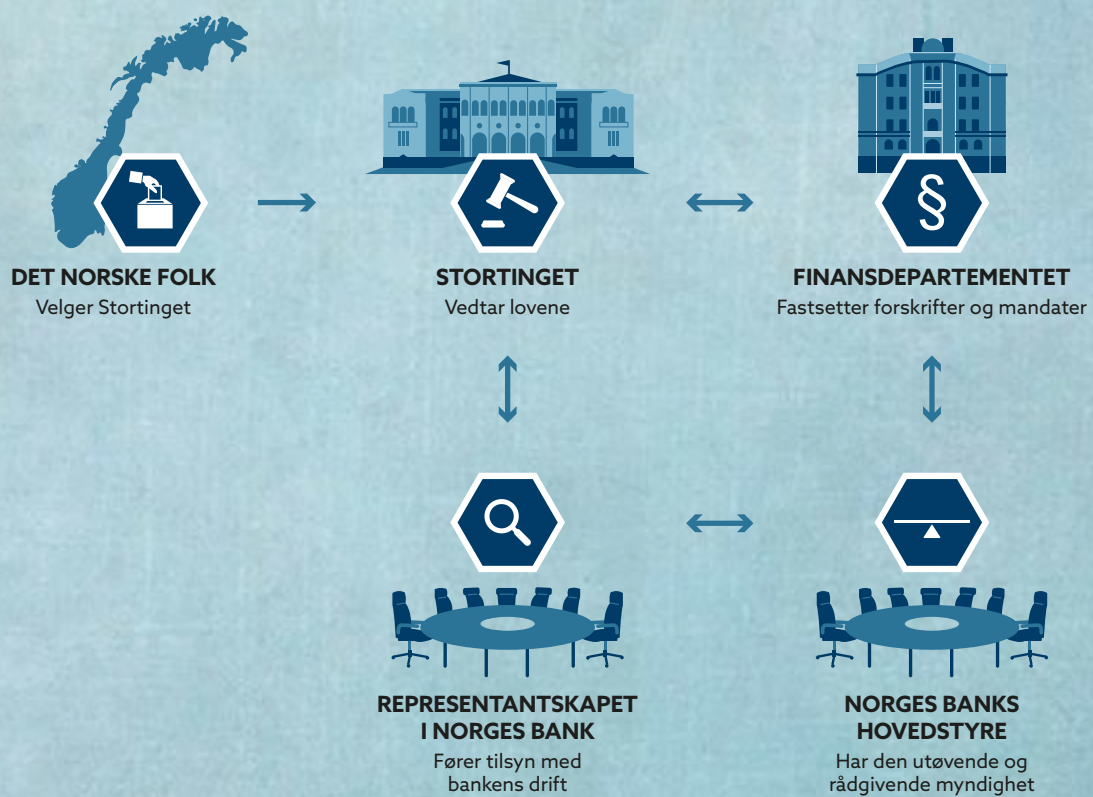 DET NORSKE FOLK
Velger Stortinget
STORTINGET
Vedtar lovene
§
FINANSDEPARTEMENTET
Fastsetter forskrifter og mandater
REPRESENTANTSKAPET
I NORGES BANK
Fører tilsyn med
bankens drift
NORGES BANKS
HOVEDSTYRE
Har den utøvende og
rådgivende myndighet